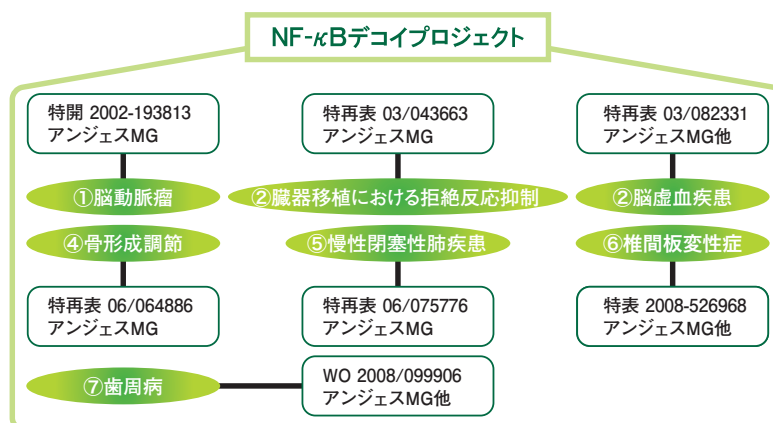 NF-κBデコイプロジェクト
特開 2002-193813
アンジェスMG
特再表 03/043663
アンジェスMG
特再表 03/082331
アンジェスMG他
①脳動脈瘤
②臓器移植における拒絶反応抑制
②脳虚血疾患
④骨形成調節
⑤慢性閉塞性肺疾患
⑥椎間板変性症
特再表 06/064886
アンジェスMG
特再表 06/075776
アンジェスMG
特表 2008-526968
アンジェスMG他
⑦歯周病
WO 2008/099906
アンジェスMG他